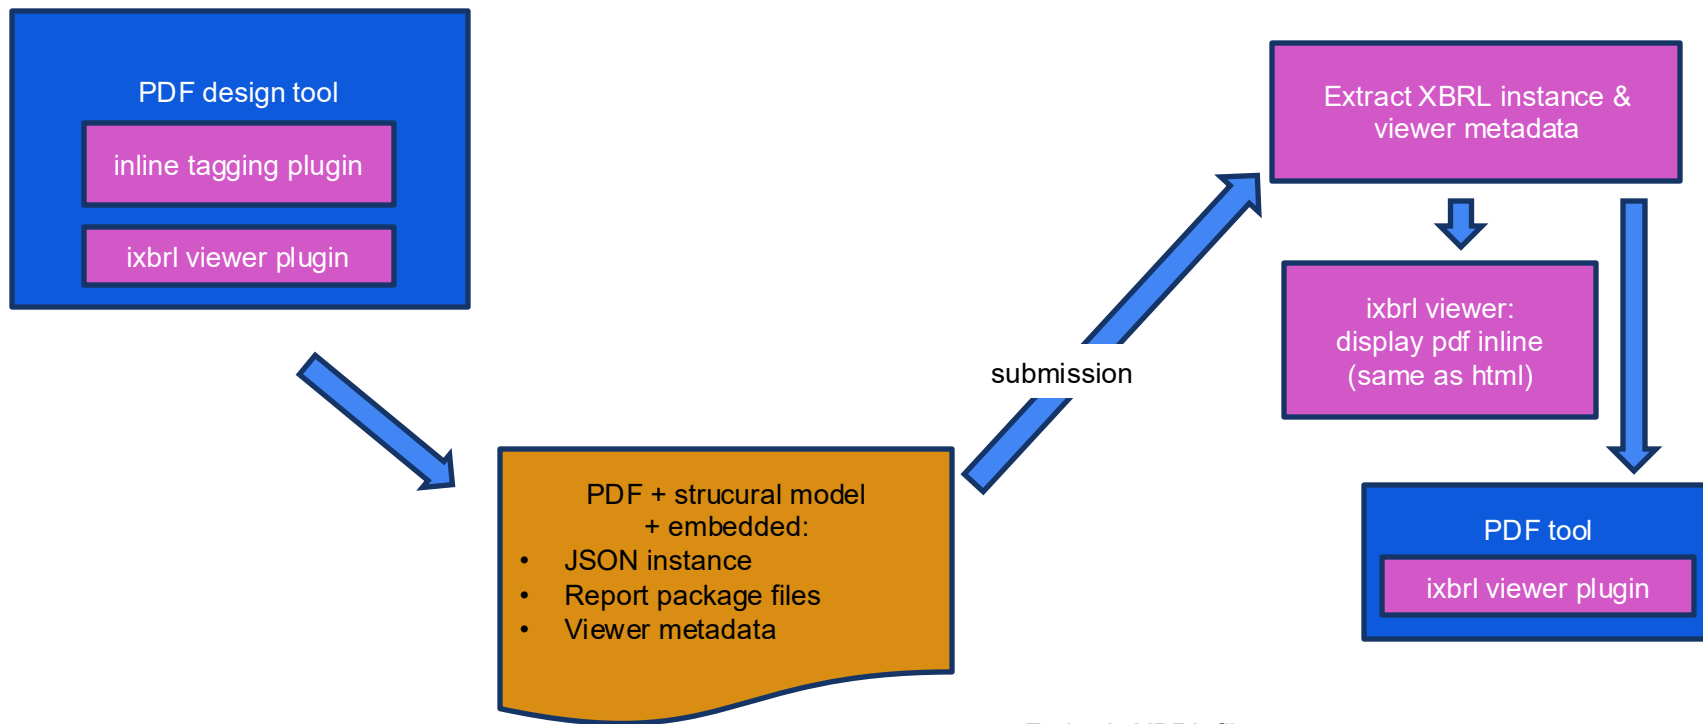 PDF design tool
inline tagging plugin
ixbrl viewer plugin
PDF + strucural model
+ embedded:
• JSON instance
• Report package files
• Viewer metadata
submission
Extract XBRL instance &
viewer metadata
ixbrl viewer:
display pdf inline
(same as html)
PDF tool
ixbrl viewer plugin